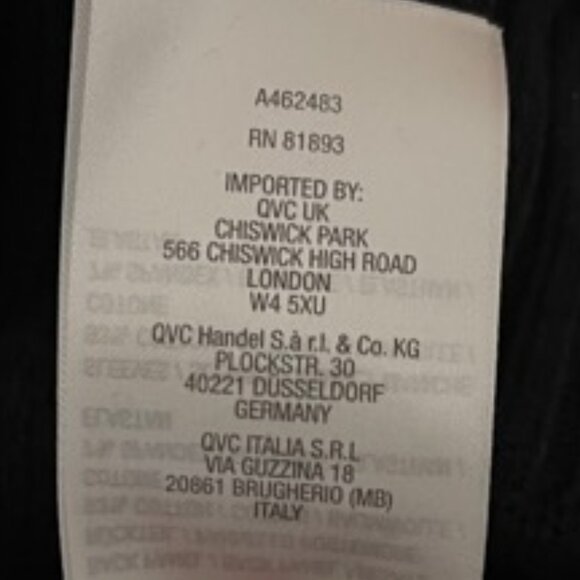 A462483
RN 81893
IMPORTED BY:
QVC UK
CHISWICK PARK
566 CHISWICK HIGH ROAD
LONDON
W4 5XU
QVC Handel S.à r.l. & Co. KG
PLOCKSTR. 30
40221 DÜSSELDORF
GERMANY
QVC ITALIA S.R.L
VIA GUZZINA 18
20861 BRUGHERIO (MB)
ITALY